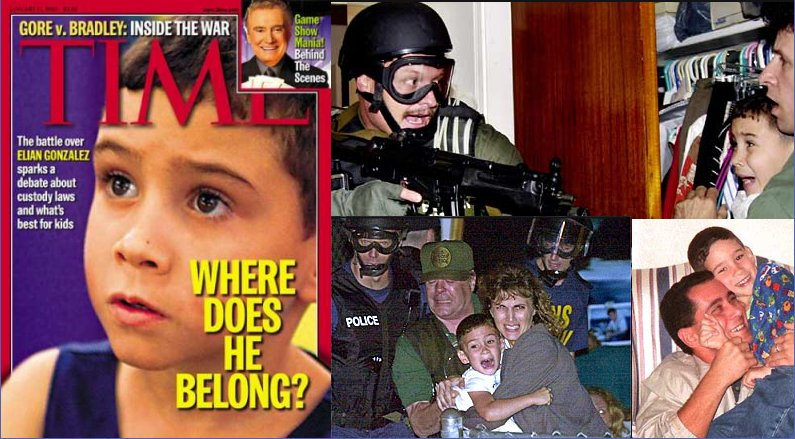 GORE v. BRADLEY: INSIDE THE WAR
Game
Show
Mania!
Behind
The
Scenes
TIME
The battle over
ELIAN GONZALEZ
sparks a
debate about
custody laws
and what's
best for kids
WHERE
DOES
HE
BELONG?
POLICE
NS